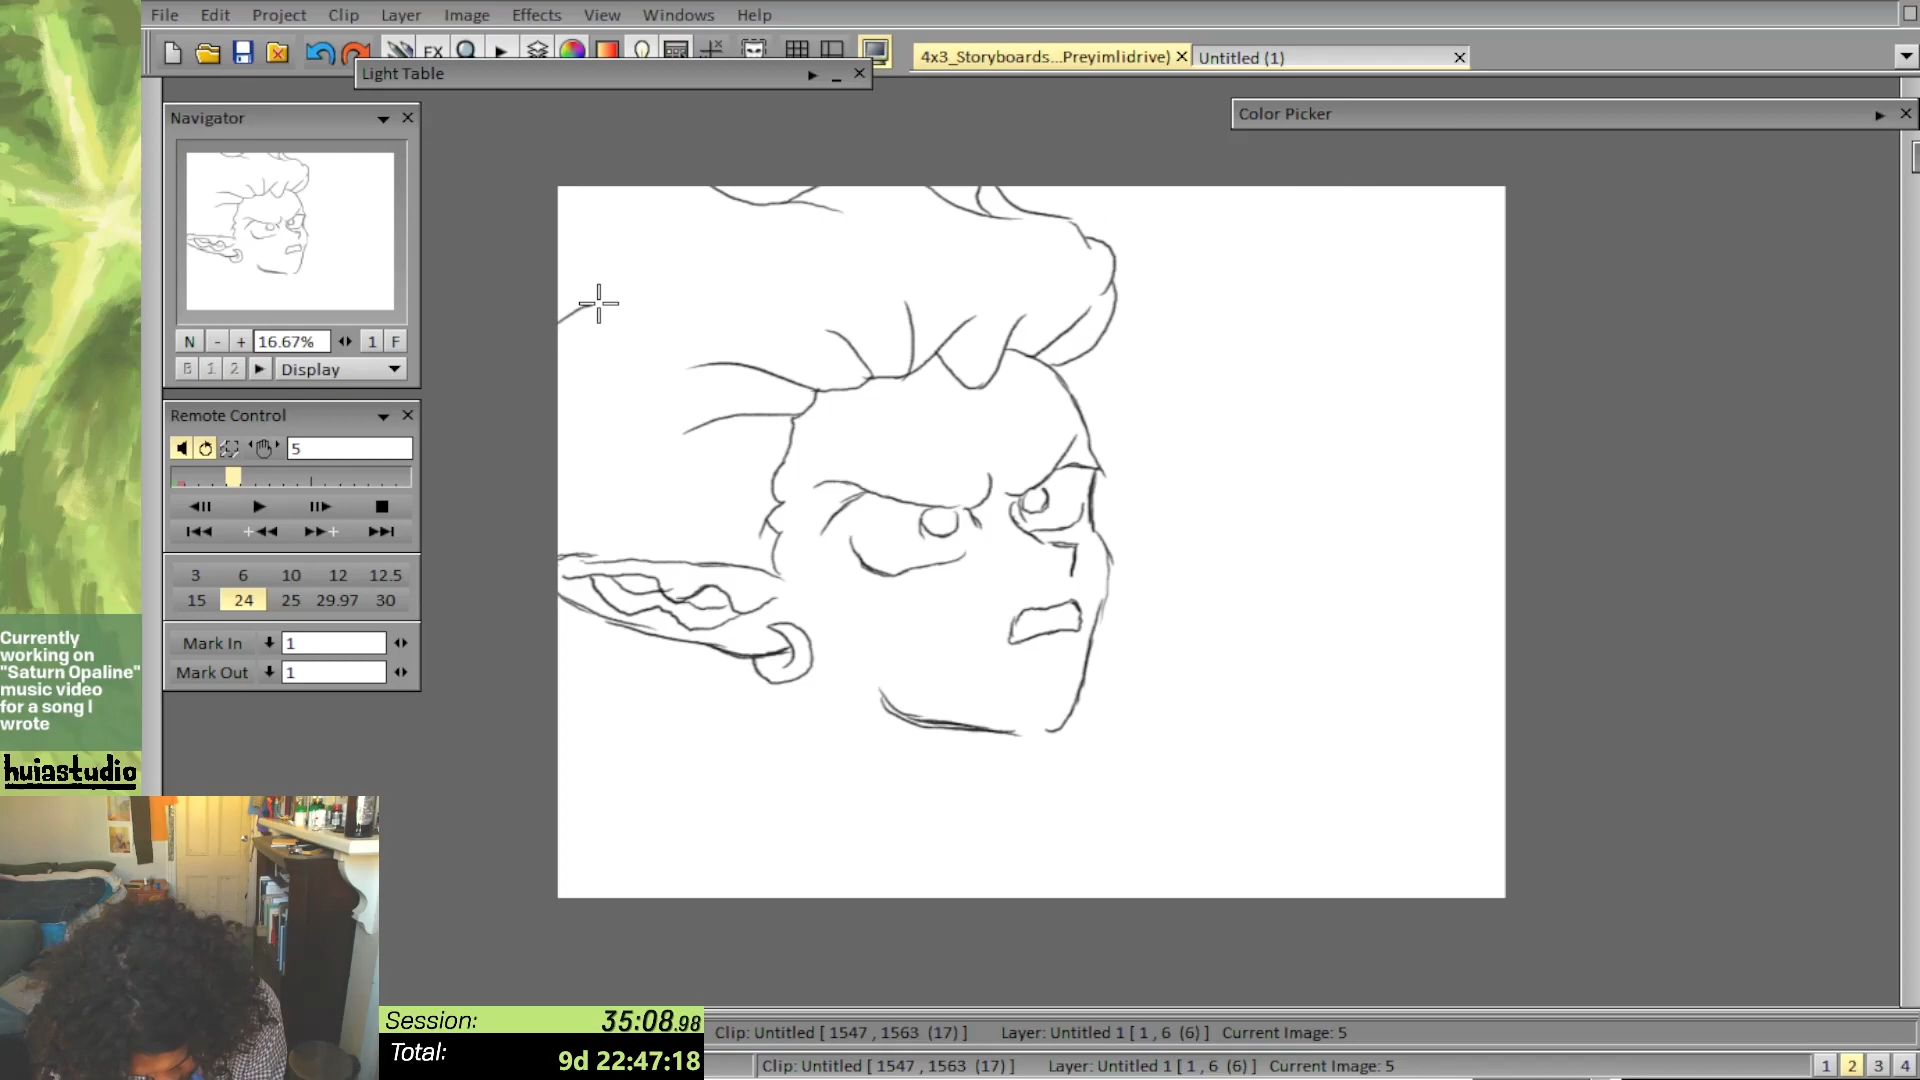 File Edit Project Clip Layer Image Effects View Windows Help
FX
4x3_Storyboards...Preyimlidrive) Untitled (1)
Light Table
Color Picker
Navigator
N - + 16.67% 1 F
B 1 2 Display
Remote Control
5
3 6 10 12 12.5
15 24 25 29.97 30
Mark In 1
Mark Out 1
Currently
working on
"Saturn Opaline"
music video
for a song I
wrote
huiastudio
Session: 35:08.98
Total: 9d 22:47:18
Clip: Untitled [ 1547 , 1563 (17) ] Layer: Untitled 1 [ 1 , 6 (6) ] Current Image: 5
Clip: Untitled [ 1547 , 1563 (17) ] Layer: Untitled 1 [ 1 , 6 (6) ] Current Image: 5
1 2 3 4